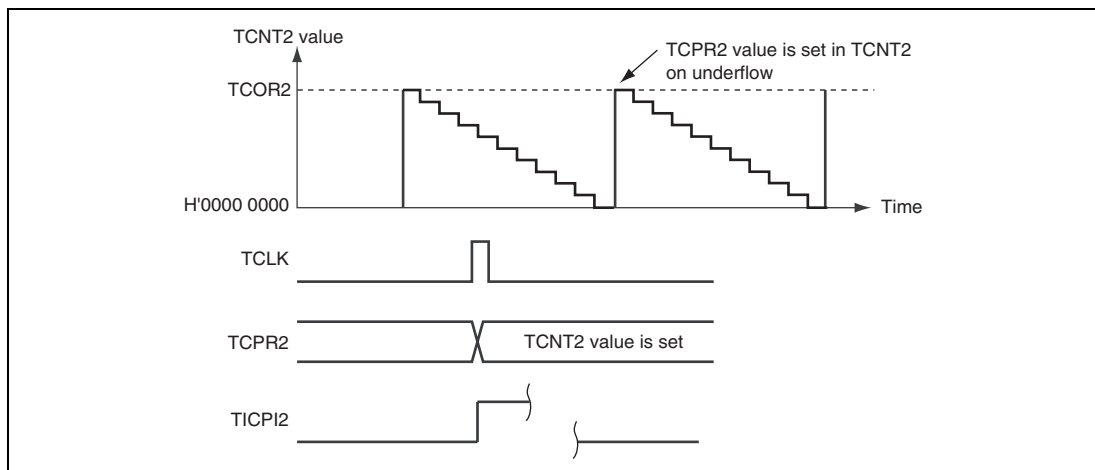 TCNT2 value
TCPR2 value is set in TCNT2
on underflow
TCOR2
H'0000 0000
Time
TCLK
TCPR2
TCNT2 value is set
TICPI2